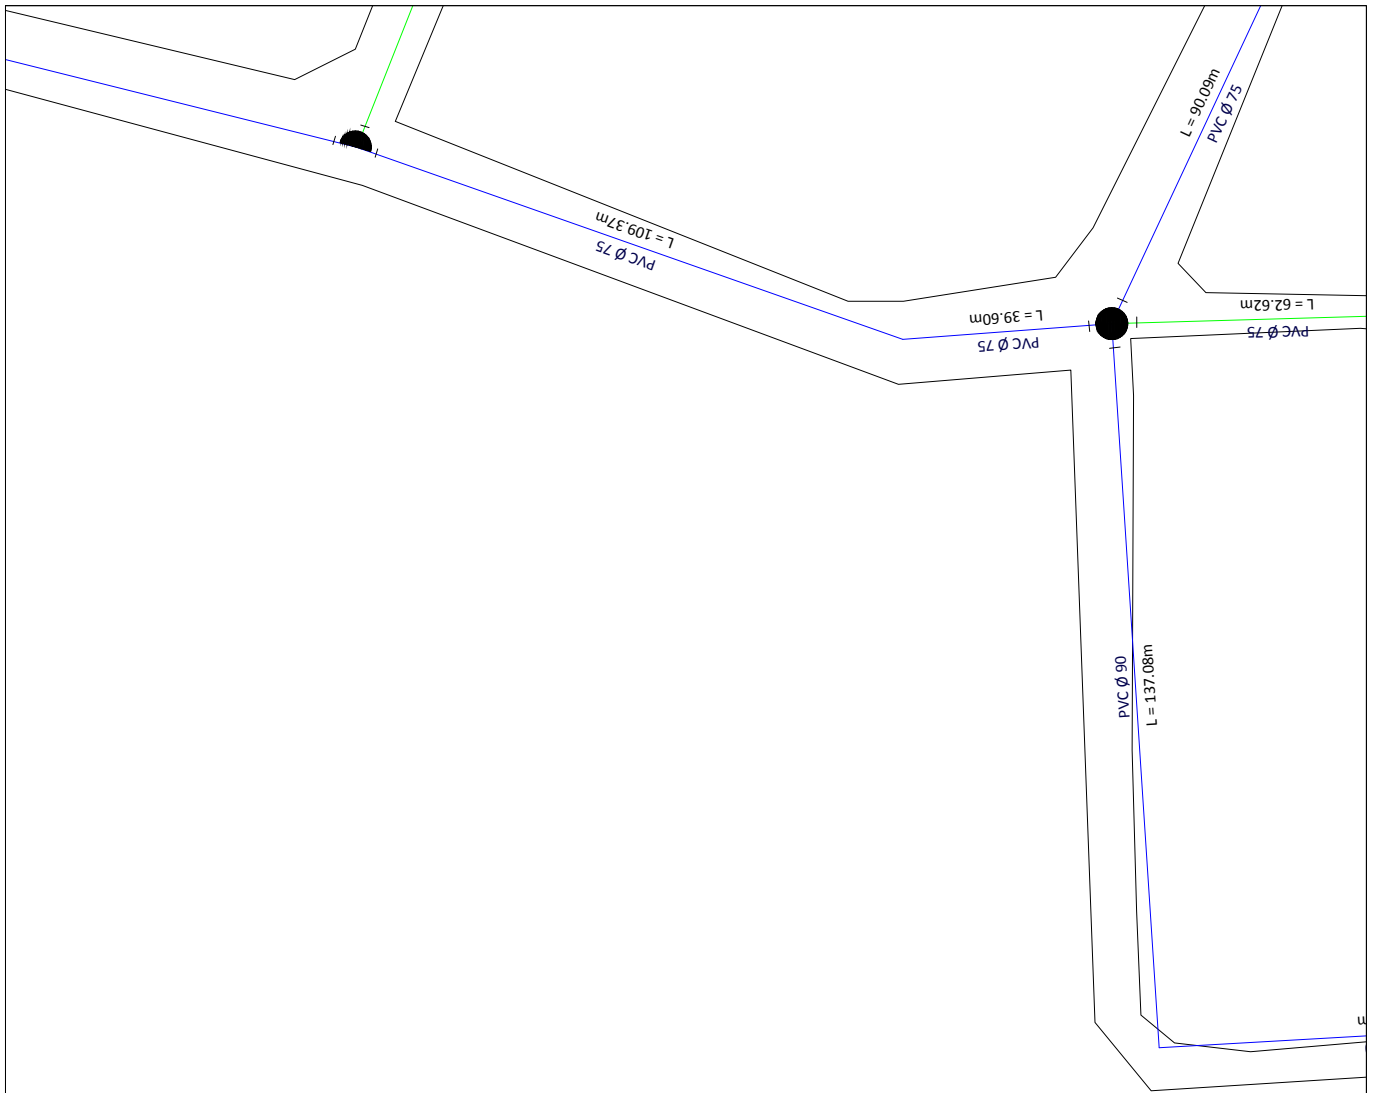 L = 90.09m
PVC Ø 75
L = 109.37m
PVC Ø 75
L = 62.62m
PVC Ø 75
L = 39.60m
PVC Ø 75
PVC Ø 90
L = 137.08m
m